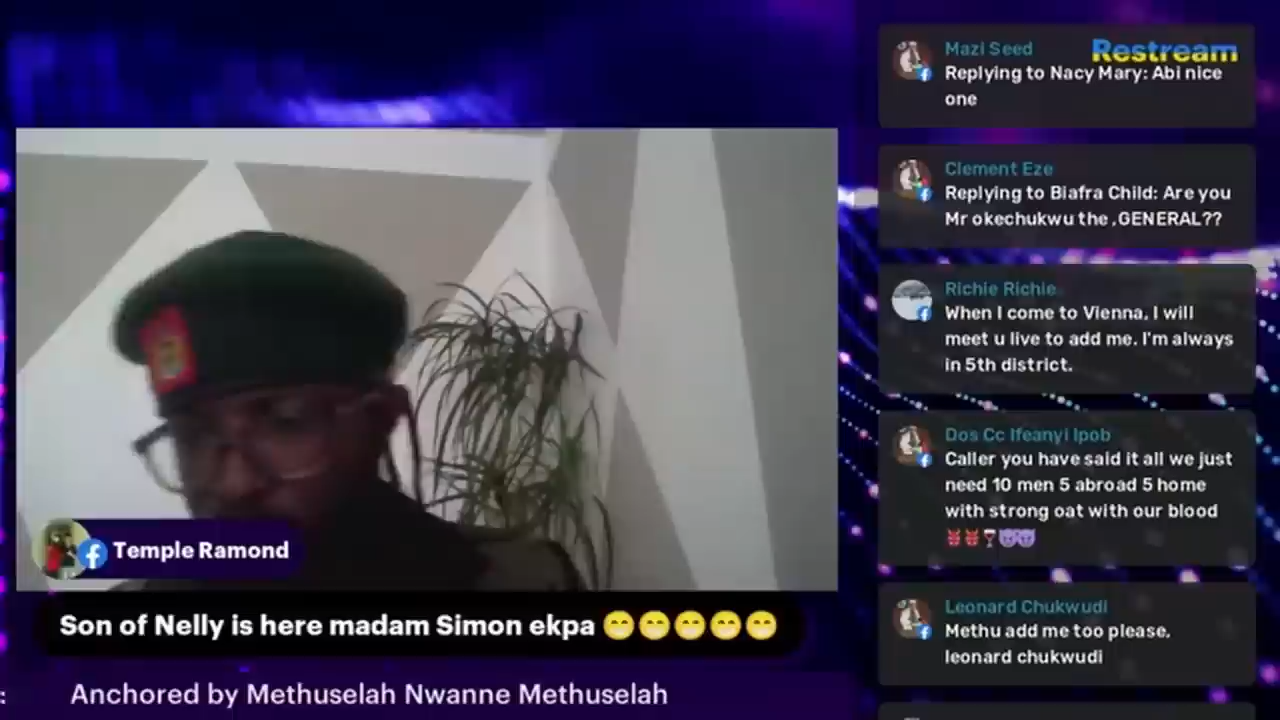 Restream
Mazi Seed
Replying to Nacy Mary: Abi nice
one
Clement Eze
Replying to Biafra Child: Are you
Mr okechukwu the ,GENERAL??
Richie Richie
When I come to Vienna, I will
meet u live to add me. I'm always
in 5th district.
Dos Cc Ifeanyi Ipob
Caller you have said it all we just
need 10 men 5 abroad 5 home
with strong oat with our blood
👹👹🍷😈😈
Leonard Chukwudi
Methu add me too please,
leonard chukwudi
Temple Ramond
Son of Nelly is here madam Simon ekpa 😁😁😁😁😁
: Anchored by Methuselah Nwanne Methuselah